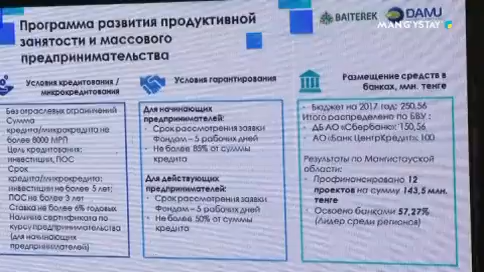 Программа развития продуктивной
занятости и массового
предпринимательства
BAITEREK
DAMU
MANGYSTAY
Условия кредитования /
микрокредитования
Без отраслевых ограничений
Сумма
кредита/микрокредита не
более 8000 МРП
Цель кредитования:
инвестиции, ПОС
Срок
кредита/микрокредита:
инвестиции не более 5 лет;
ПОС не более 3 лет
Ставка не более 6% годовых
Наличие сертификата по
курсу предпринимательства
(для начинающих
предпринимателей)
Условия гарантирования
Для начинающих
предпринимателей:
• Срок рассмотрения заявки
Фондом – 5 рабочих дней
• Не более 85% от суммы
кредита
Для действующих
предпринимателей:
• Срок рассмотрения заявки
Фондом – 5 рабочих дней
• Не более 50% от суммы
кредита
Размещение средств в
банках, млн. тенге
• Бюджет на 2017 год: 250,56
Итого распределено по БВУ:
• ДБ АО «Сбербанк» 150,56
• АО «Банк ЦентрКредит» 100
Результаты по Мангистауской
области:
• Профинансировано 12
проектов на сумму 143,5 млн.
тенге
• Освоено банками 57,27%
(Лидер среди регионов)